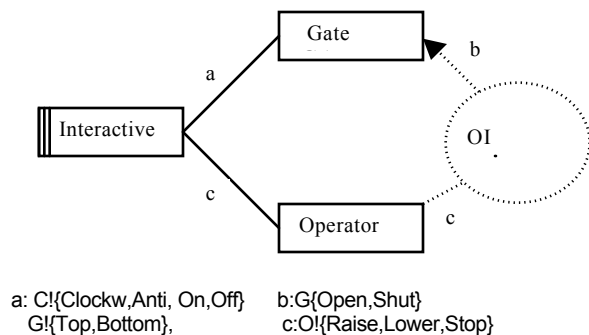 Gate
a
b
Interactive
OI
c
Operator
c
a: C!{Clockw,Anti, On,Off}
G!{Top,Bottom},
b:G{Open,Shut}
c:O!{Raise,Lower,Stop}